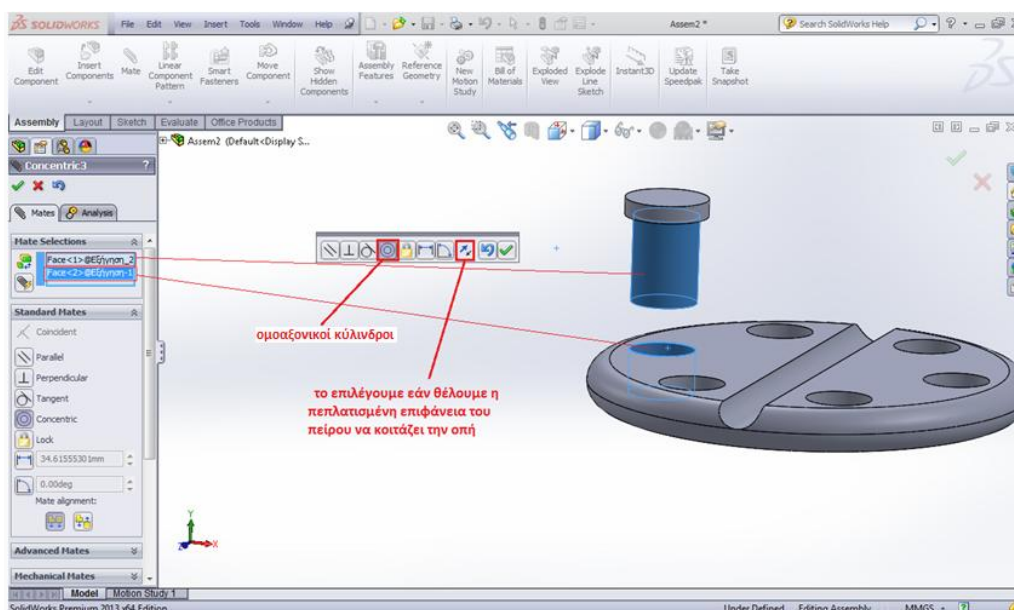 SOLIDWORKS File Edit View Insert Tools Window Help Assem2 * Search SolidWorks Help
Edit Component
Insert Components
Mate
Linear Component Pattern
Smart Fasteners
Move Component
Show Hidden Components
Assembly Features
Reference Geometry
New Motion Study
Bill of Materials
Exploded View
Explode Line Sketch
Instant3D
Update Speedpak
Take Snapshot
Assembly Layout Sketch Evaluate Office Products
Assem2 (Default<Display S...
Concentric3 ?
Mates Analysis
Mate Selections
Face<1>@Εξήγηση_2
Face<2>@Εξήγηση-1
Standard Mates
Coincident
Parallel
Perpendicular
Tangent
Concentric
Lock
34.6155530 1mm
0.00deg
Mate alignment:
Advanced Mates
Mechanical Mates
ομοαξονικοί κύλινδροι
το επιλέγουμε εάν θέλουμε η
πεπλατισμένη επιφάνεια του
πείρου να κοιτάζει την οπή
Y
X
Z
Model Motion Study 1
SolidWorks Premium 2013 x64 Edition Under Defined Editing Assembly MMGS